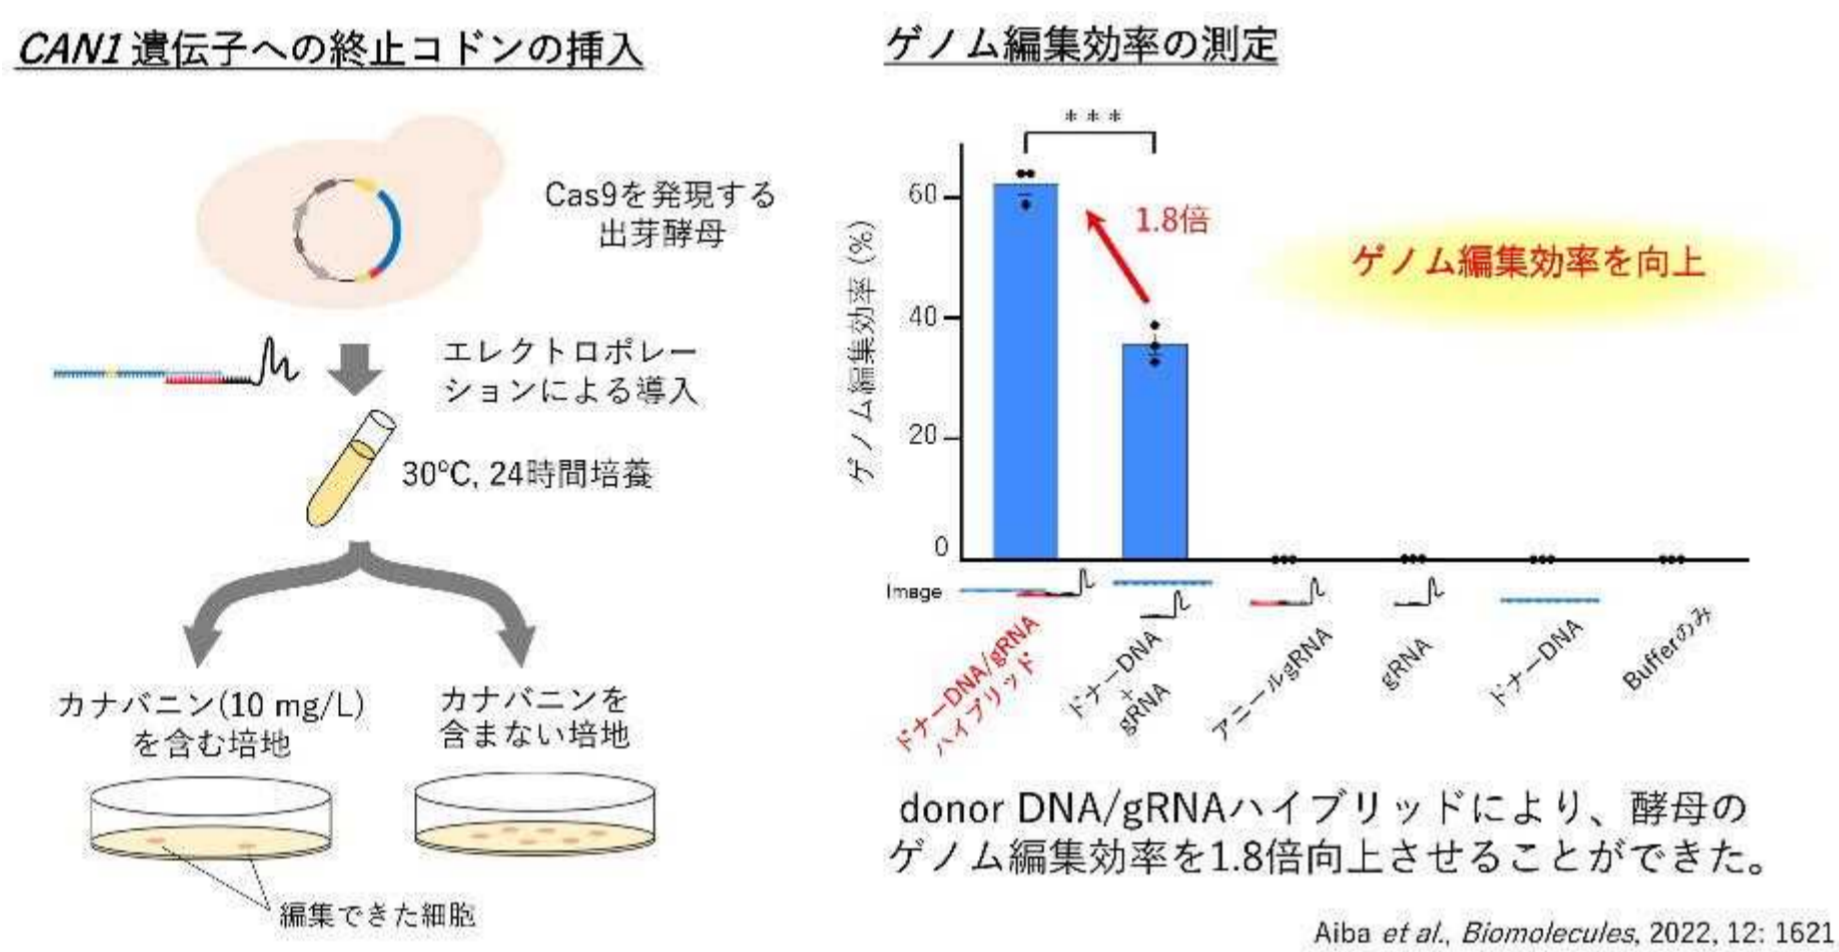 CAN1 遺伝子への終止コドンの挿入
Cas9を発現する
出芽酵母
エレクトロポレー
ションによる導入
30℃, 24時間培養
カナバニン(10 mg/L)
を含む培地
カナバニンを
含まない培地
編集できた細胞
ゲノム編集効率の測定
***
1.8倍
ゲノム編集効率を向上
ゲノム編集効率 (%)
60
40
20
0
Image
ドナーDNA/gRNA
ハイブリッド
ドナーDNA
+
gRNA
アニールgRNA
gRNA
ドナーDNA
Bufferのみ
donor DNA/gRNAハイブリッドにより、酵母の
ゲノム編集効率を1.8倍向上させることができた。
Aiba et al., Biomolecules, 2022, 12: 1621